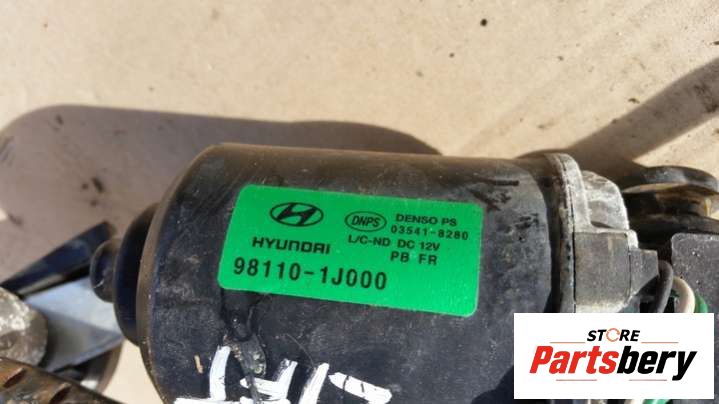 HYUNDAI
98110-1J000
DNPS
DENSO PS
03541-8280
L/C-ND DC 12V
PB FR
STORE
Partsbery